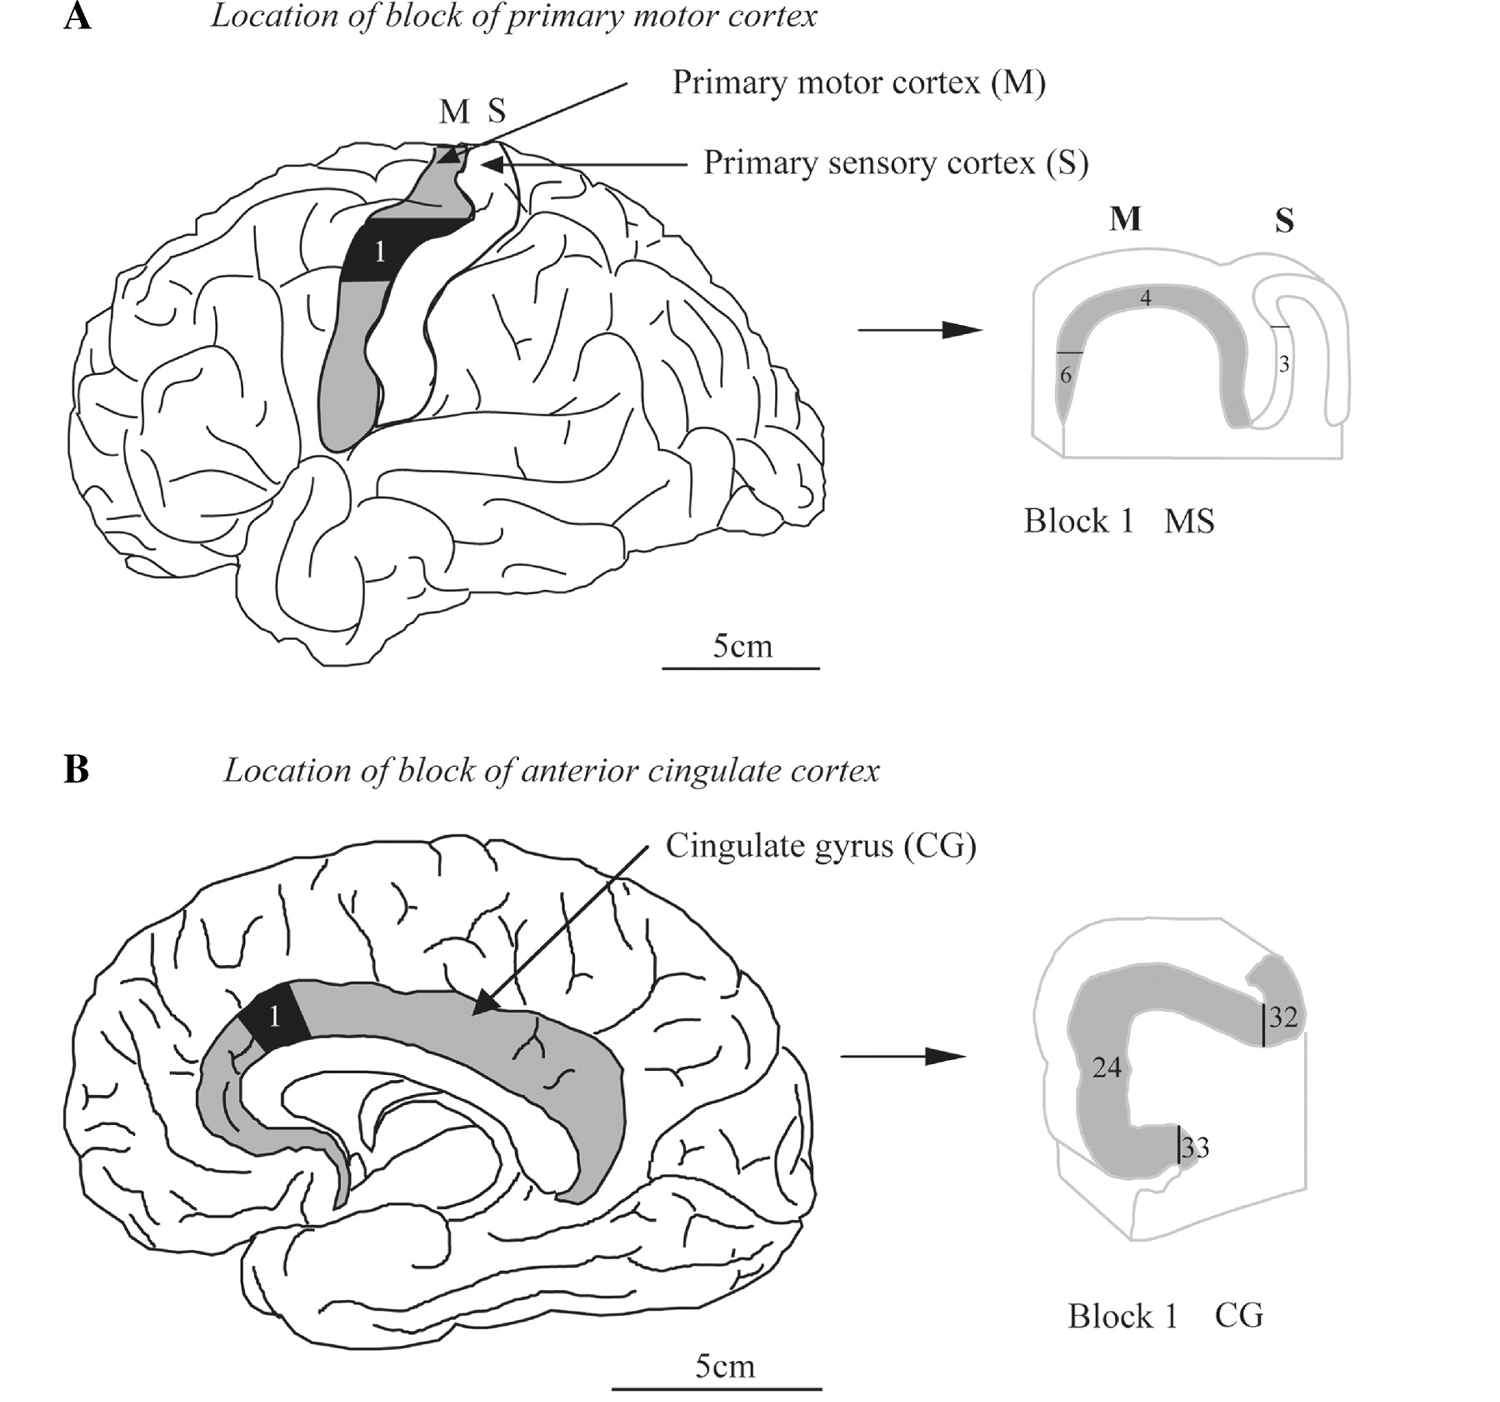 A Location of block of primary motor cortex
Primary motor cortex (M)
M S
Primary sensory cortex (S)
M S
1
4
6
3
Block 1 MS
5cm
B Location of block of anterior cingulate cortex
Cingulate gyrus (CG)
1
32
24
33
Block 1 CG
5cm